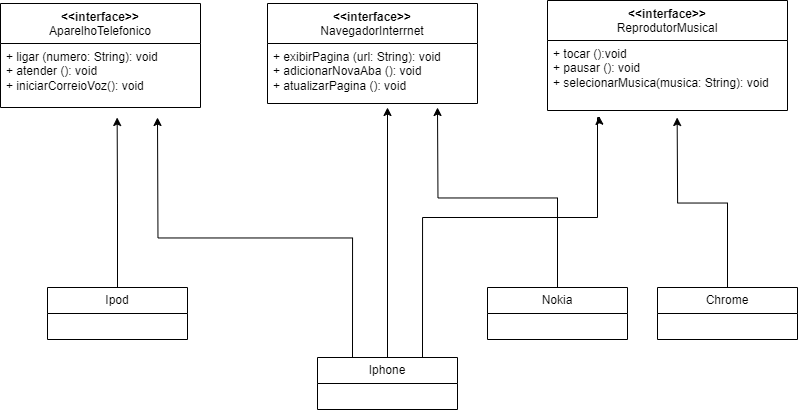 <<interface>>
AparelhoTelefonico
+ ligar (numero: String): void
+ atender (): void
+ iniciarCorreioVoz(): void
<<interface>>
NavegadorInterrnet
+ exibirPagina (url: String): void
+ adicionarNovaAba (): void
+ atualizarPagina (): void
<<interface>>
ReprodutorMusical
+ tocar ():void
+ pausar (): void
+ selecionarMusica(musica: String): void
Ipod
Nokia
Chrome
Iphone